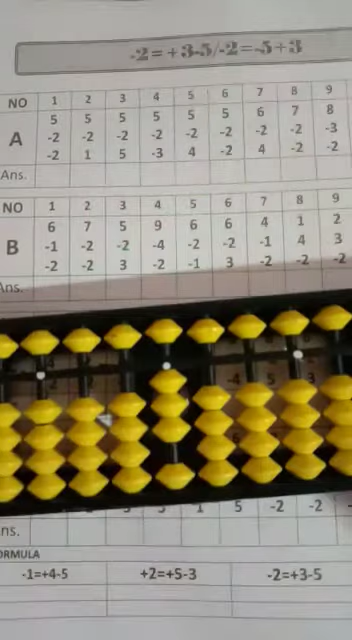 -2=+3-5/-2=-5+3
NO 1 2 3 4 5 6 7 8 9
5 5 5 5 5 5 6 7 8
A -2 -2 -2 -2 -2 -2 -2 -2 -3
-2 1 5 -3 4 -2 4 -2 -2
Ans.
NO 1 2 3 4 5 6 7 8 9
6 7 5 9 6 6 4 1 2
B -1 -2 -2 -4 -2 -2 -1 4 3
-2 -2 3 -2 -1 3 -2 -2 -2
Ans.
1 5 -2 -2
ns.
ORMULA
-1=+4-5 +2=+5-3 -2=+3-5